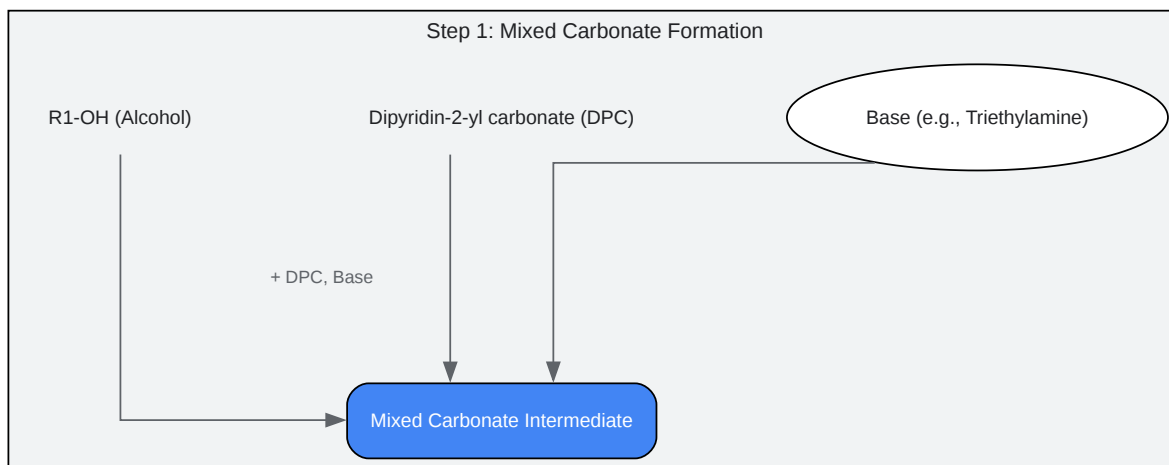 Step 1: Mixed Carbonate Formation
R1-OH (Alcohol)
Dipyridin-2-yl carbonate (DPC)
Base (e.g., Triethylamine)
+ DPC, Base
Mixed Carbonate Intermediate